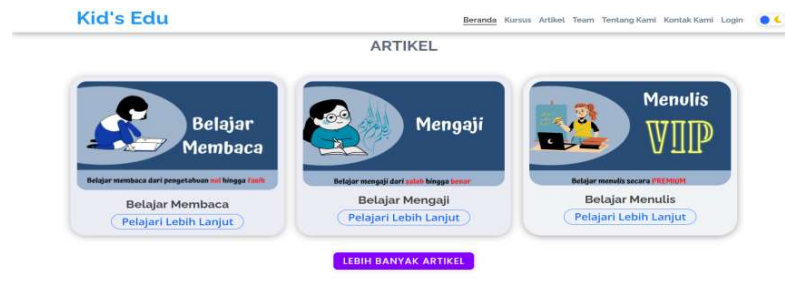 Kid's Edu
Beranda Kursus Artikel Team Tentang Kami Kontak Kami Login
ARTIKEL
Belajar
Membaca
Belajar membaca dari pengetahuan nol hingga fasih
Belajar Membaca
Pelajari Lebih Lanjut
Mengaji
Belajar mengaji dari salah hingga benar
Belajar Mengaji
Pelajari Lebih Lanjut
Menulis
VIP
Belajar menulis secara PREMIUM
Belajar Menulis
Pelajari Lebih Lanjut
LEBIH BANYAK ARTIKEL